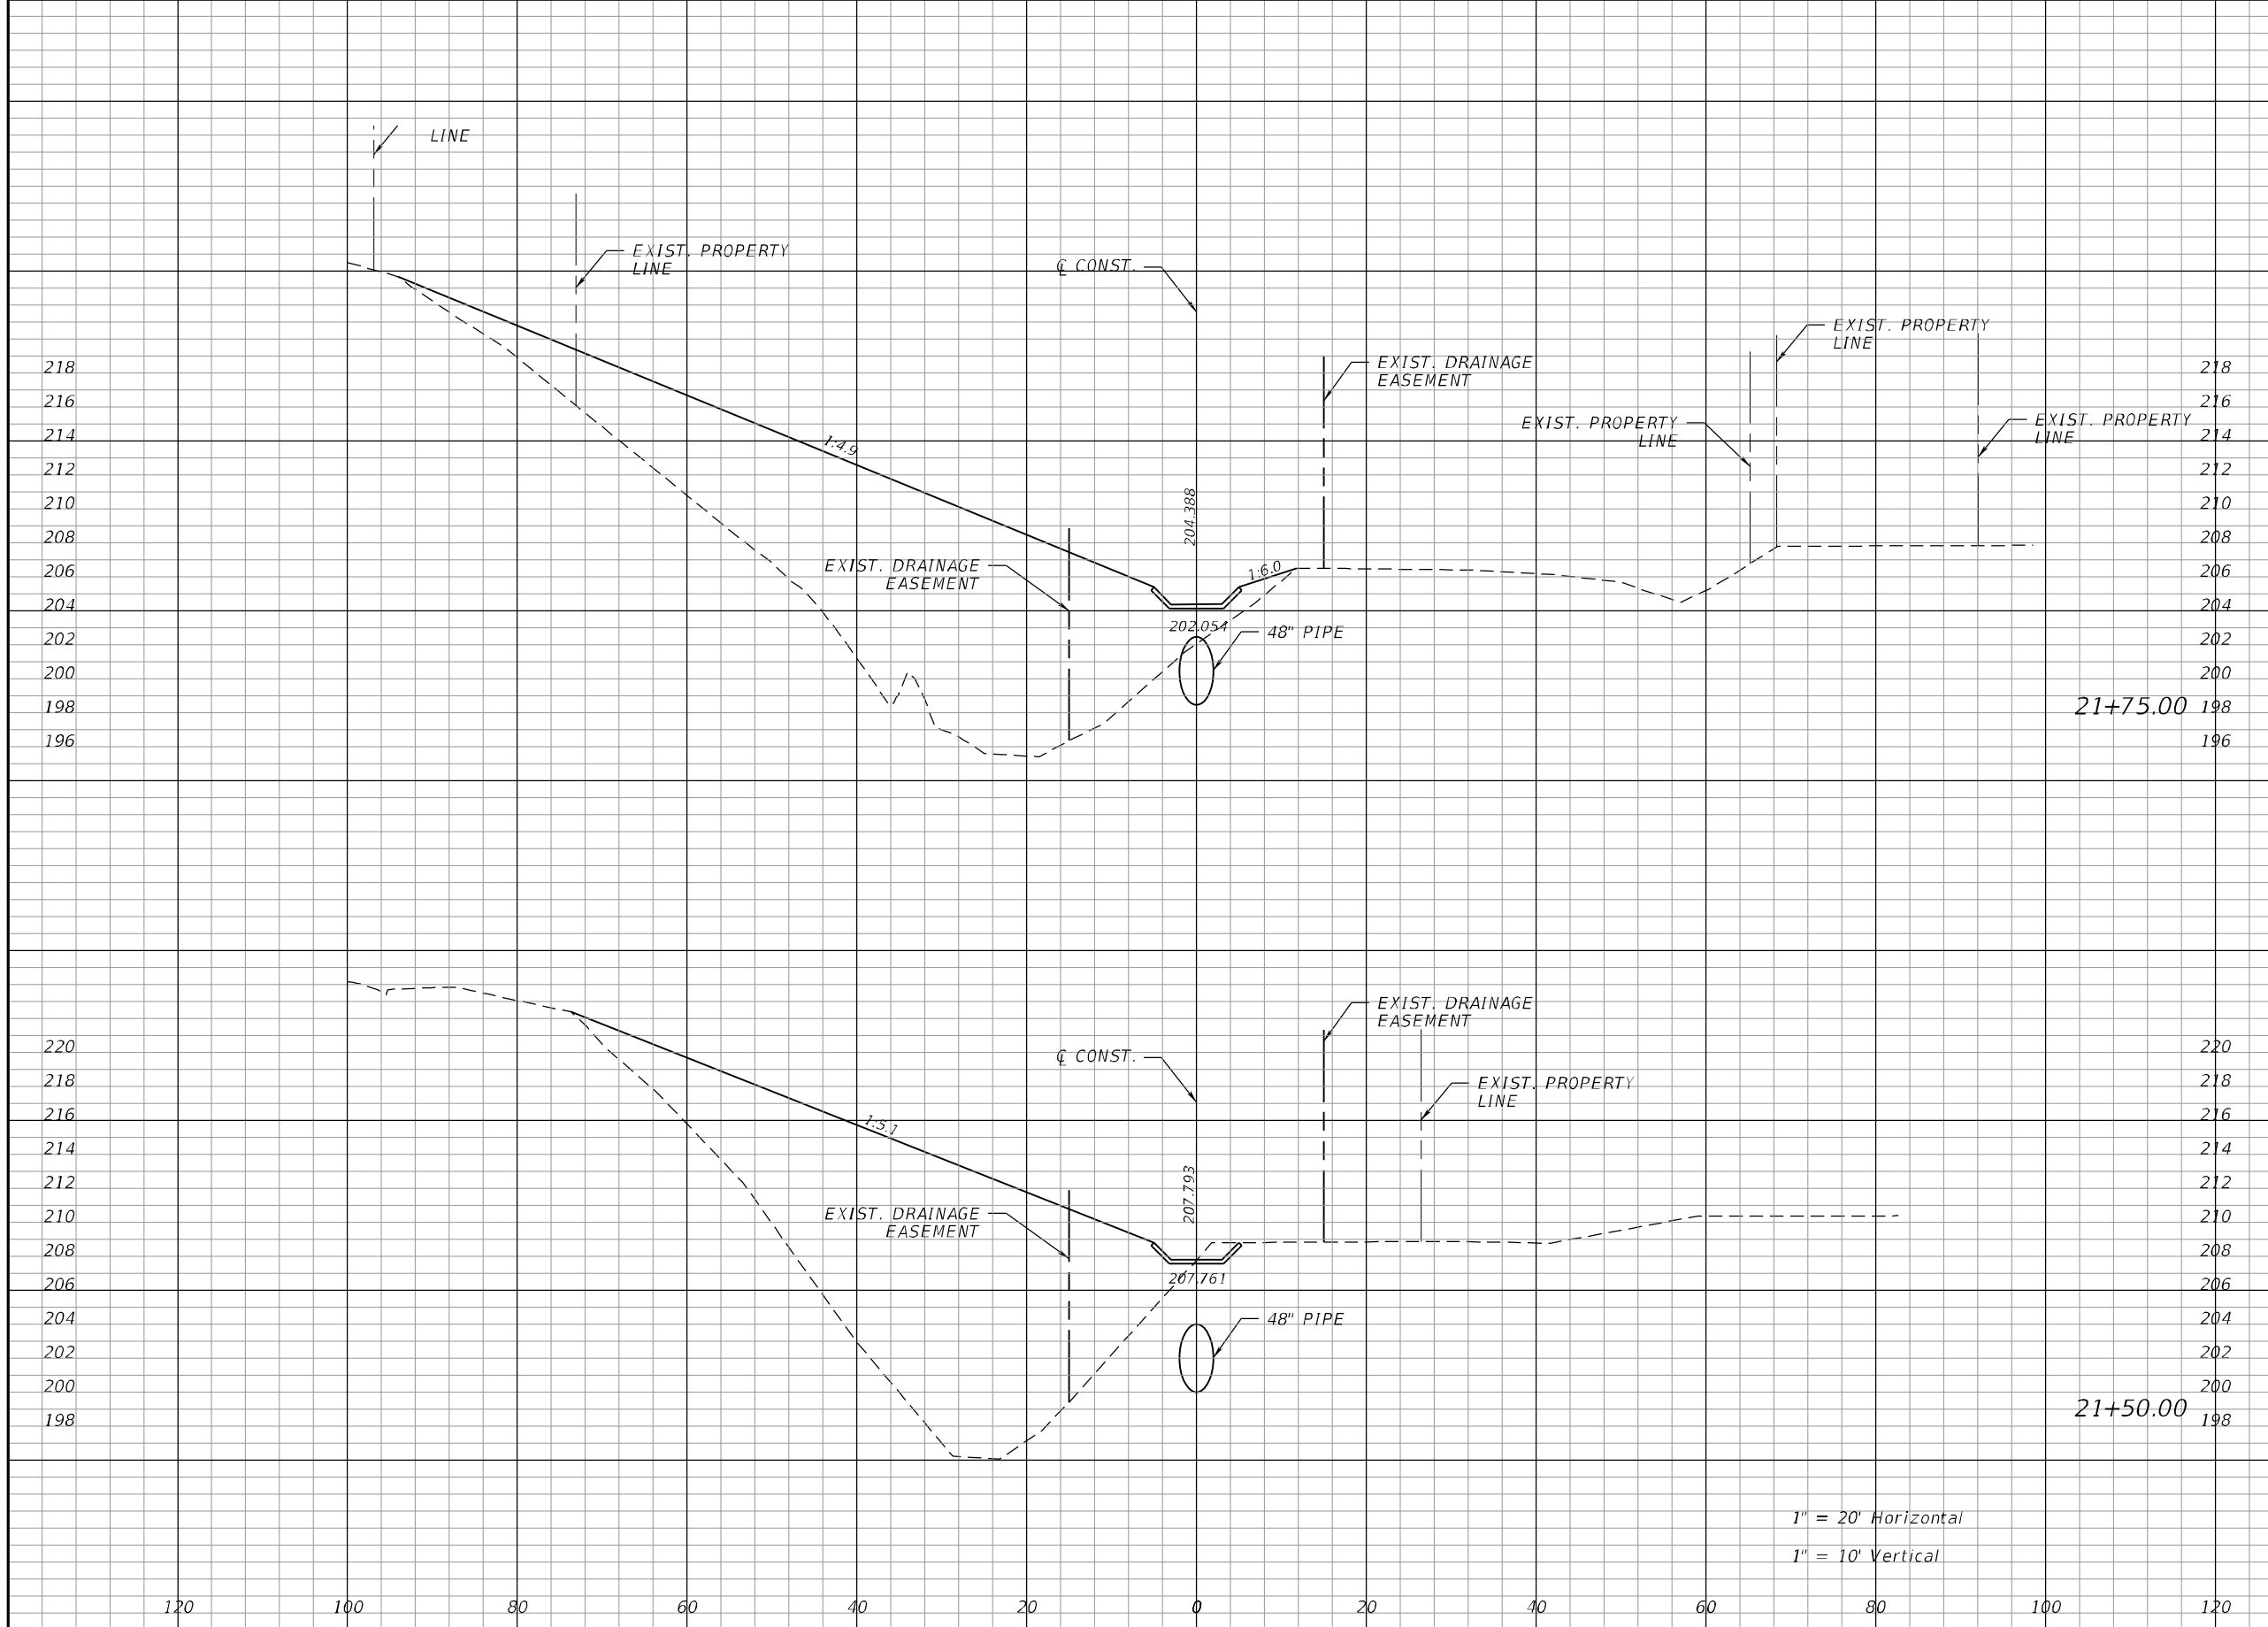 LINE
EXIST. PROPERTY
LINE
℄ CONST.
EXIST. PROPERTY
LINE
EXIST. DRAINAGE
EASEMENT
EXIST. PROPERTY
LINE
EXIST. PROPERTY
LINE
218 218
216 216
214 214
212 212
210 210
208 208
206 206
204 204
202 202
200 200
198 198
196 196
1:4.9
204.388
EXIST. DRAINAGE
EASEMENT
1:6.0
202.054
48" PIPE
21+75.00
EXIST. DRAINAGE
EASEMENT
℄ CONST.
EXIST. PROPERTY
LINE
220 220
218 218
216 216
214 214
212 212
210 210
208 208
206 206
204 204
202 202
200 200
198 198
1:5.1
207.793
EXIST. DRAINAGE
EASEMENT
207.761
48" PIPE
21+50.00
1" = 20' Horizontal
1" = 10' Vertical
120 100 80 60 40 20 0 20 40 60 80 100 120